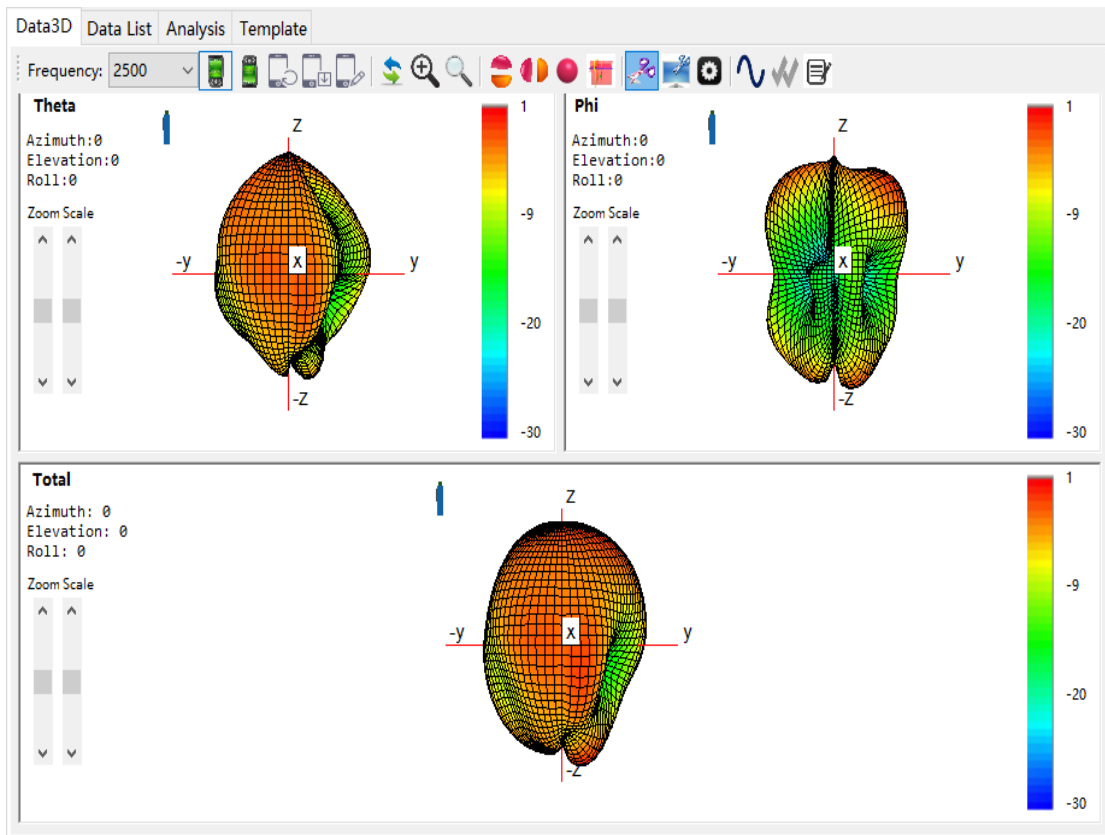 Data3D Data List Analysis Template
Frequency: 2500
Theta
Azimuth:0
Elevation:0
Roll:0
Zoom Scale
Z
-y
x
y
-Z
1
-9
-20
-30
Phi
Azimuth:0
Elevation:0
Roll:0
Zoom Scale
Z
-y
x
y
-Z
1
-9
-20
-30
Total
Azimuth: 0
Elevation: 0
Roll: 0
Zoom Scale
Z
-y
x
y
-Z
1
-9
-20
-30